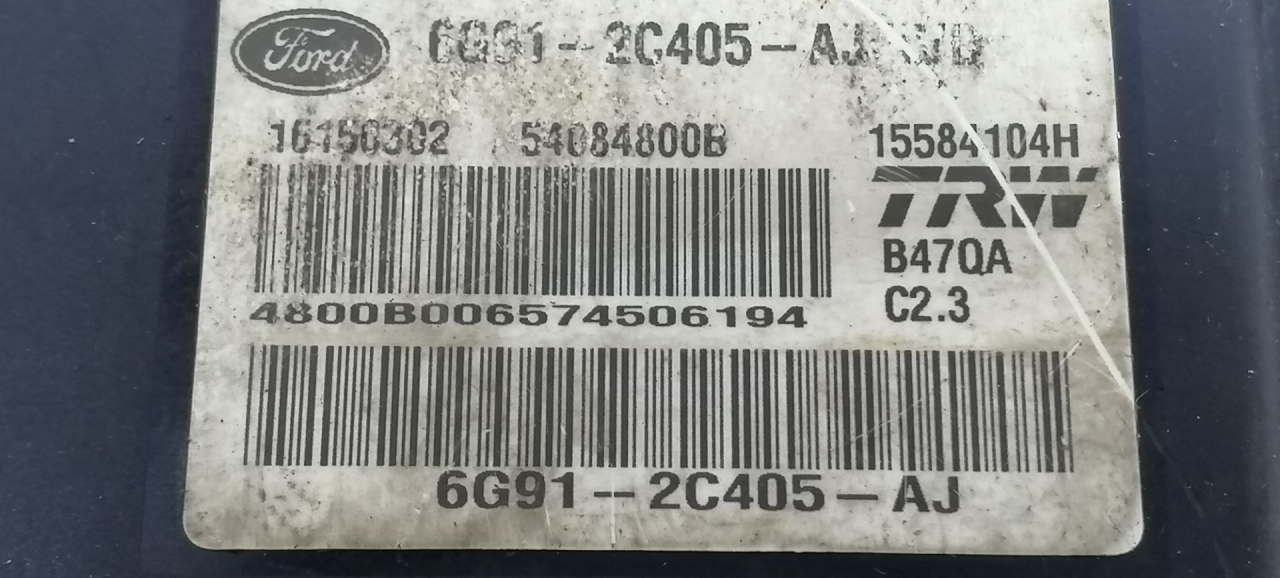 Ford 6G91-2C405-AJ
16150302 54084800B 15584104H
TRW
B47QA
C2.3
4800B006574506194
6G91-2C405-AJ